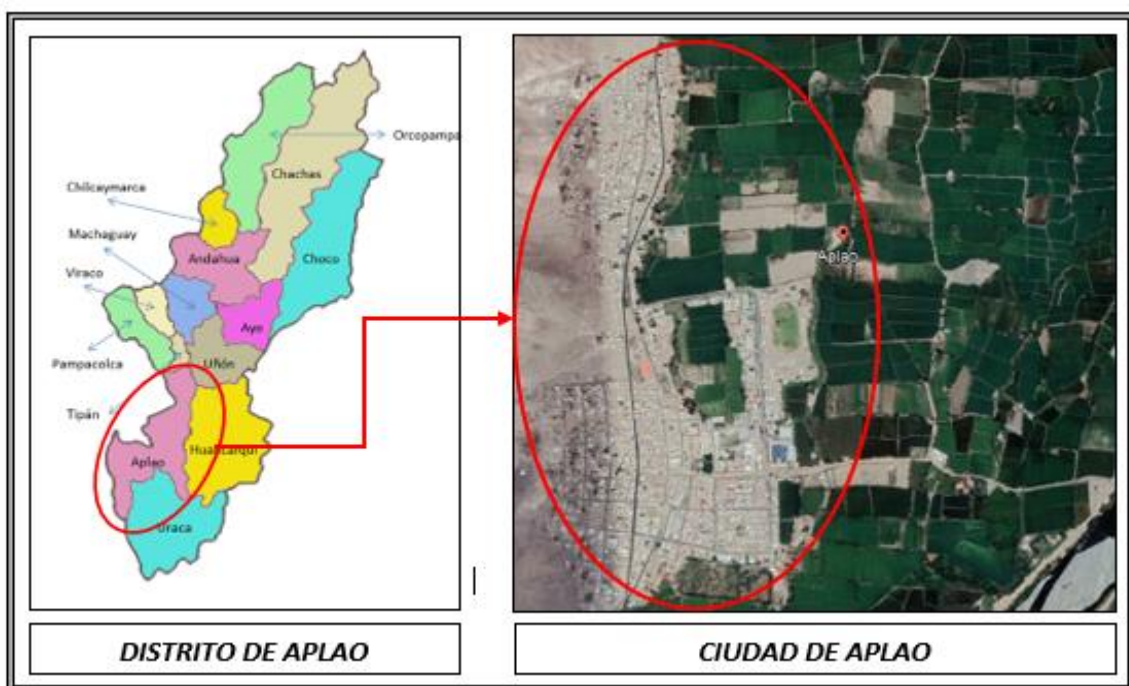 Orcopampa
Chachas
Chilcaymarca
Machaguay
Andahua
Choco
Viraco
Ayo
Uñón
Pampacolca
Tipán
Aplao
Huancarqui
Uraca
Aplao
DISTRITO DE APLAO
CIUDAD DE APLAO